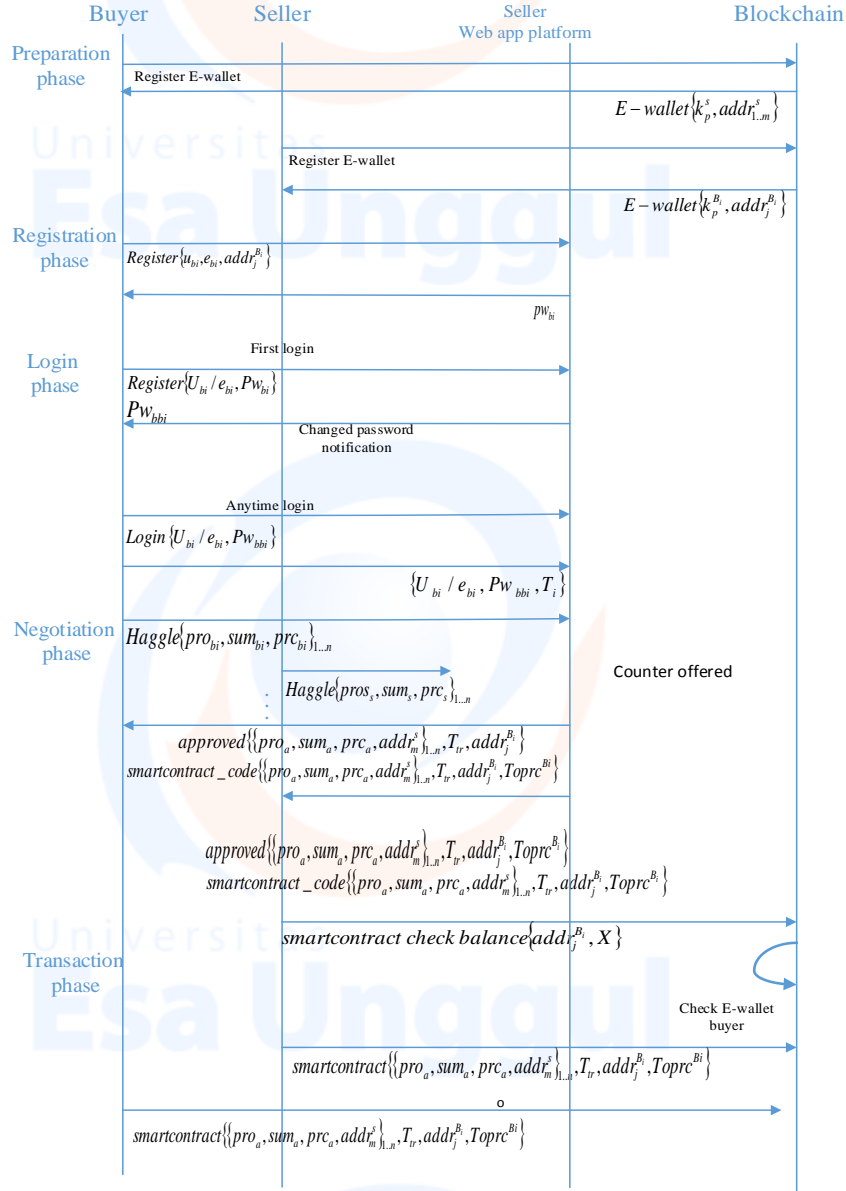 Buyer Seller Seller Blockchain
Web app platform
Preparation
phase
Register E-wallet
E-wallet{k_p^s, addr_{1..m}^s}
Universitas
Register E-wallet
Esa Unggul
E-wallet{k_p^{B_i}, addr_j^{B_i}}
Registration
phase
Register{u_{bi}, e_{bi}, addr_j^{B_i}}
pw_{bi}
First login
Login
phase
Register{U_{bi} / e_{bi}, Pw_{bi}}
Pw_{bbi}
Changed password
notification
Anytime login
Login{U_{bi} / e_{bi}, Pw_{bbi}}
{U_{bi} / e_{bi}, Pw_{bbi}, T_i}
Negotiation
phase
Haggle{pro_{bi}, sum_{bi}, prc_{bi}}_{1..n}
Counter offered
Haggle{pros_s, sum_s, prc_s}_{1..n}
approved{{pro_a, sum_a, prc_a, addr_m^s}_{1..n}, T_{tr}, addr_j^{B_i}}
smartcontract_code{{pro_a, sum_a, prc_a, addr_m^s}_{1..n}, T_{tr}, addr_j^{B_i}, Toprc^{Bi}}
approved{{pro_a, sum_a, prc_a, addr_m^s}_{1..n}, T_{tr}, addr_j^{B_i}, Toprc^{B_i}}
smartcontract_code{{pro_a, sum_a, prc_a, addr_m^s}_{1..n}, T_{tr}, addr_j^{B_i}, Toprc^{B_i}}
Universitas
smartcontract check balance{addr_j^{B_i}, X}
Transaction
phase
Esa Unggul
Check E-wallet
buyer
smartcontract{{pro_a, sum_a, prc_a, addr_m^s}_{1..n}, T_{tr}, addr_j^{B_i}, Toprc^{Bi}}
o
smartcontract{{pro_a, sum_a, prc_a, addr_m^s}_{1..n}, T_{tr}, addr_j^{B_i}, Toprc^{Bi}}